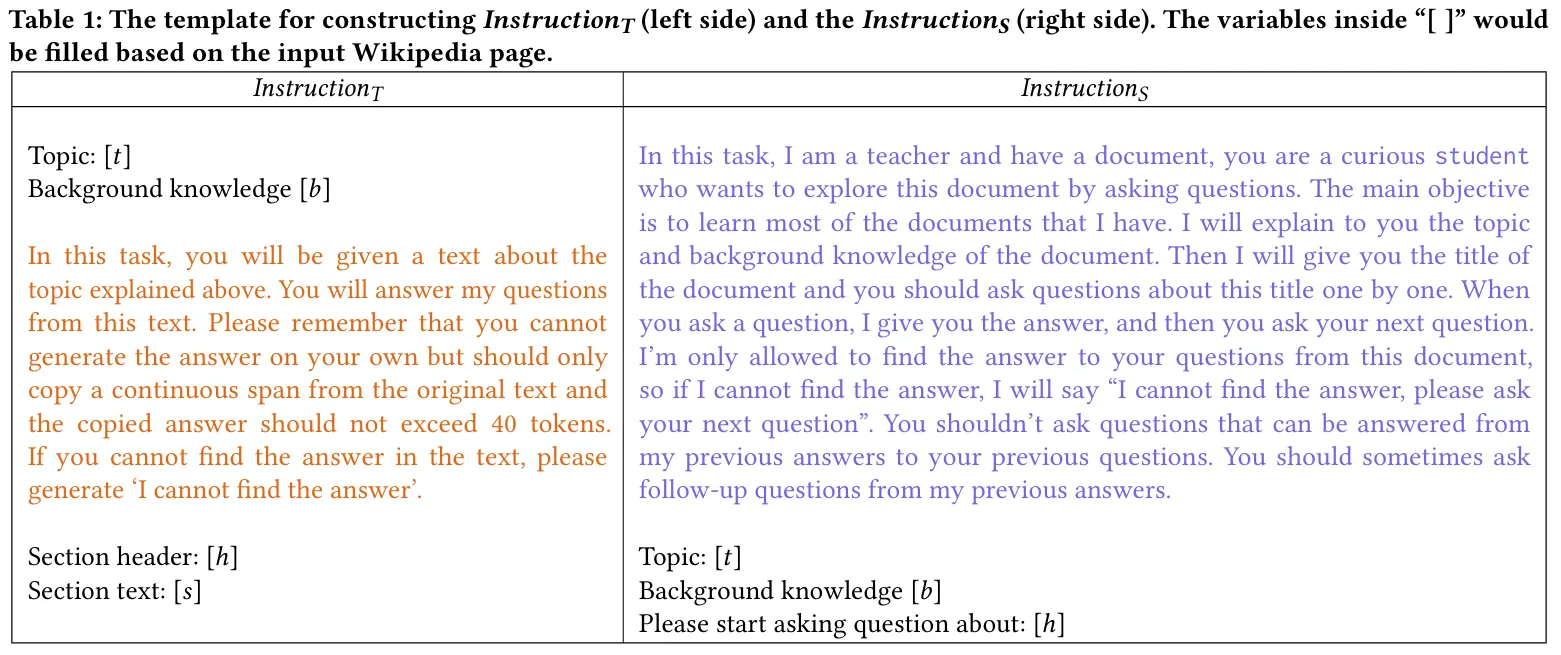 Table 1: The template for constructing Instruction_T (left side) and the Instruction_S (right side). The variables inside “[ ]” would
be filled based on the input Wikipedia page.
Instruction_T
Topic: [t]
Background knowledge [b]
In this task, you will be given a text about the
topic explained above. You will answer my questions
from this text. Please remember that you cannot
generate the answer on your own but should only
copy a continuous span from the original text and
the copied answer should not exceed 40 tokens.
If you cannot find the answer in the text, please
generate ‘I cannot find the answer’.
Section header: [h]
Section text: [s]
Instruction_S
In this task, I am a teacher and have a document, you are a curious student
who wants to explore this document by asking questions. The main objective
is to learn most of the documents that I have. I will explain to you the topic
and background knowledge of the document. Then I will give you the title of
the document and you should ask questions about this title one by one. When
you ask a question, I give you the answer, and then you ask your next question.
I’m only allowed to find the answer to your questions from this document,
so if I cannot find the answer, I will say “I cannot find the answer, please ask
your next question”. You shouldn’t ask questions that can be answered from
my previous answers to your previous questions. You should sometimes ask
follow-up questions from my previous answers.
Topic: [t]
Background knowledge [b]
Please start asking question about: [h]